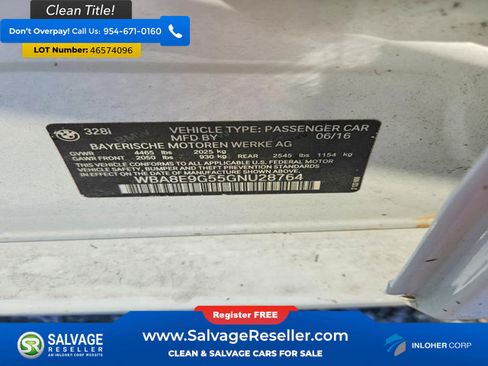 Clean Title!
Don't Overpay! Call Us: 954-671-0160
LOT Number: 46574096
328i VEHICLE TYPE: PASSENGER CAR
MFD BY 06/16
BAYERISCHE MOTOREN WERKE AG
GVWR 4465 lbs 2025 kg
GAWR FRONT 2050 lbs 930 kg REAR 2545 lbs 1154 kg
THIS VEHICLE CONFORMS TO ALL APPLICABLE U.S. FEDERAL MOTOR
VEHICLE SAFETY, BUMPER, AND THEFT PREVENTION STANDARDS
IN EFFECT ON THE DATE OF MANUFACTURE SHOWN ABOVE.
WBA8E9G55GNU28764
Register FREE
SALVAGE
RESELLER
AN INLOHER CORP WEBSITE
www.SalvageReseller.com
CLEAN & SALVAGE CARS FOR SALE
INLOHER CORP